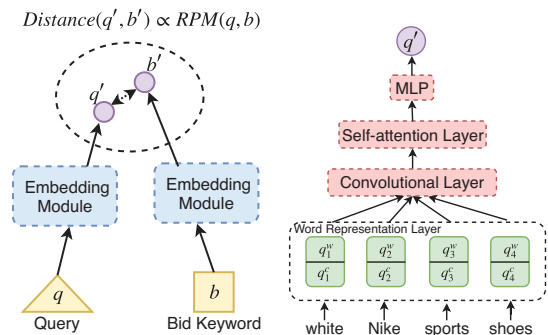 Distance(q′, b′) ∝ RPM(q, b)
q′
b′
Embedding
Module
Embedding
Module
q
b
Query
Bid Keyword
q′
MLP
Self-attention Layer
Convolutional Layer
Word Representation Layer
q₁ʷ q₂ʷ q₃ʷ q₄ʷ
q₁ᶜ q₂ᶜ q₃ᶜ q₄ᶜ
white Nike sports shoes